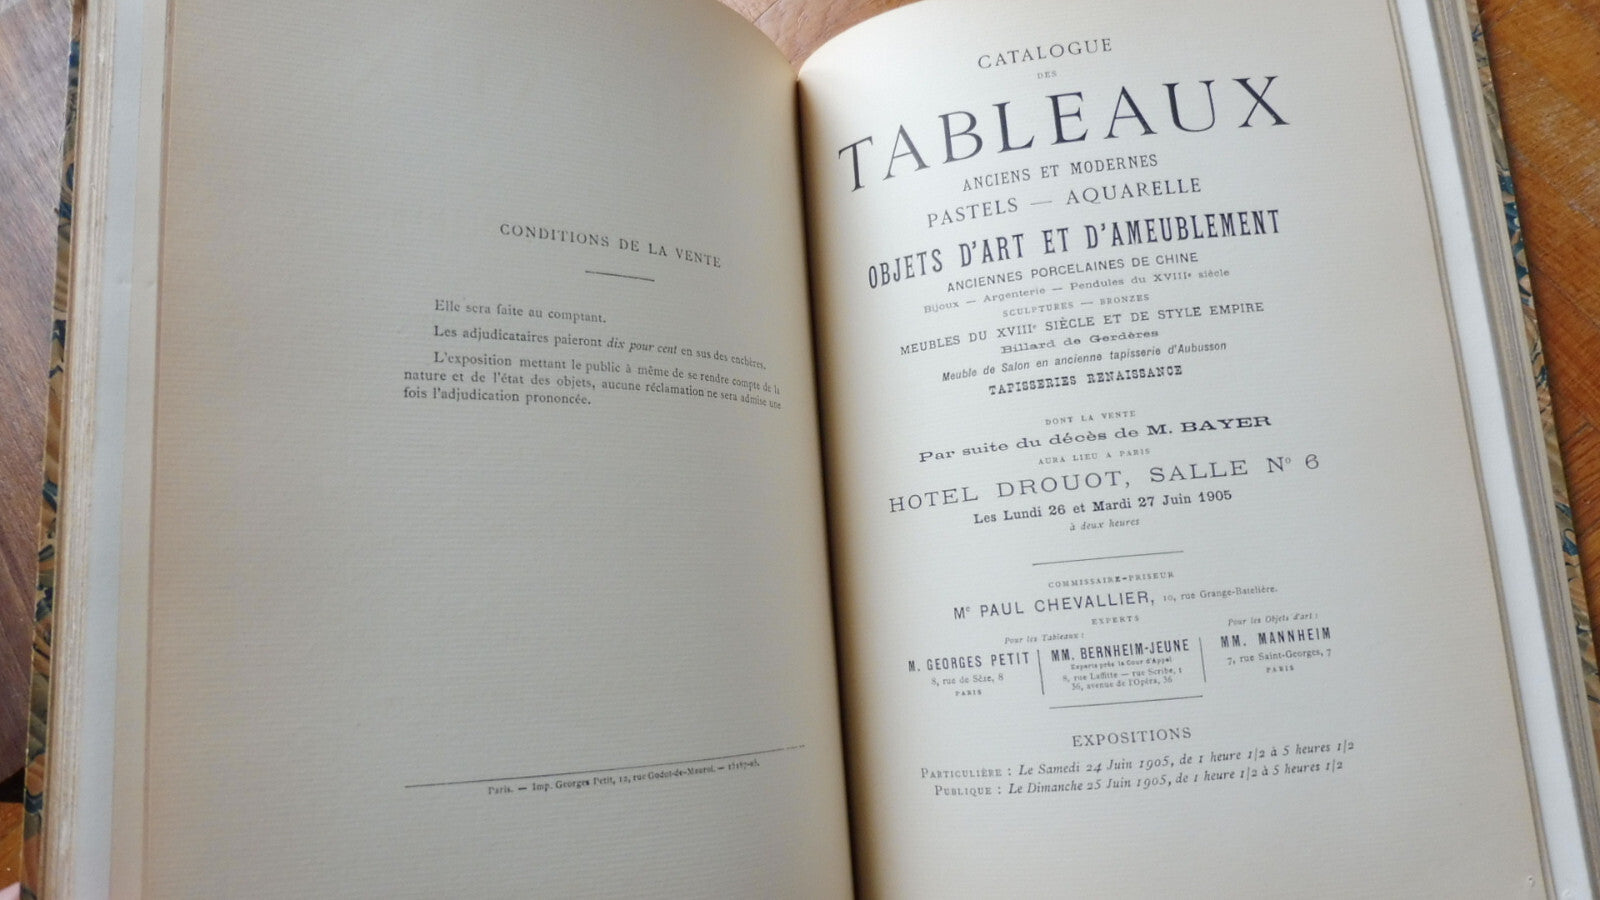 CONDITIONS DE LA VENTE
Elle sera faite au comptant.
Les adjudicataires paieront dix pour cent en sus des enchères.
L'exposition mettant le public à même de se rendre compte de la
nature et de l'état des objets, aucune réclamation ne sera admise une
fois l'adjudication prononcée.
Paris. — Imp. Georges Petit, 12, rue Godot-de-Mauroi. —
CATALOGUE
DES
TABLEAUX
ANCIENS ET MODERNES
PASTELS — AQUARELLE
OBJETS D'ART ET D'AMEUBLEMENT
ANCIENNES PORCELAINES DE CHINE
Bijoux — Argenterie — Pendules du XVIIIe siècle
SCULPTURES — BRONZES
MEUBLES DU XVIIIe SIÈCLE ET DE STYLE EMPIRE
Billard de Gerdères
Meuble de Salon en ancienne tapisserie d'Aubusson
TAPISSERIES RENAISSANCE
DONT LA VENTE
Par suite du décès de M. BAYER
AURA LIEU A PARIS
HOTEL DROUOT, SALLE No 6
Les Lundi 26 et Mardi 27 Juin 1905
à deux heures
COMMISSAIRE-PRISEUR
Me PAUL CHEVALLIER, 10, rue Grange-Batelière.
EXPERTS
Pour les Tableaux :
M. GEORGES PETIT
8, rue de Sèze, 8
PARIS
MM. BERNHEIM-JEUNE
Experts près la Cour d'Appel
8, rue Laffitte — rue Scribe, 1
36, avenue de l'Opéra, 36
Pour les Objets d'art :
MM. MANNHEIM
7, rue Saint-Georges, 7
PARIS
EXPOSITIONS
PARTICULIÈRE : Le Samedi 24 Juin 1905, de 1 heure 1/2 à 5 heures 1/2
PUBLIQUE : Le Dimanche 25 Juin 1905, de 1 heure 1/2 à 5 heures 1/2